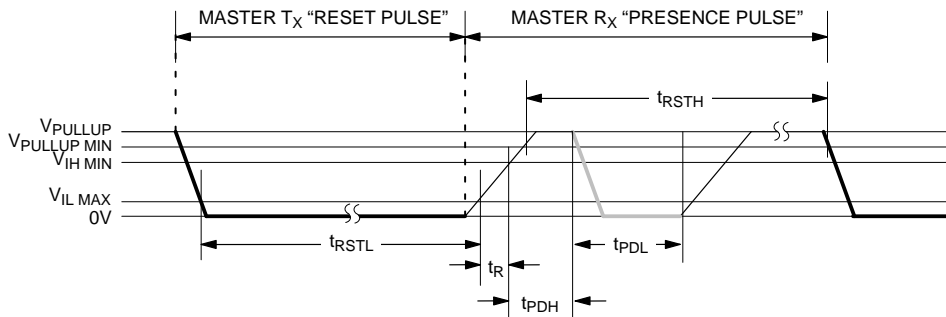 MASTER TX “RESET PULSE” MASTER RX “PRESENCE PULSE”
tRSTH
VPULLUP
VPULLUP MIN
VIH MIN
VIL MAX
0V
tRSTL
tPDL
tR
tPDH